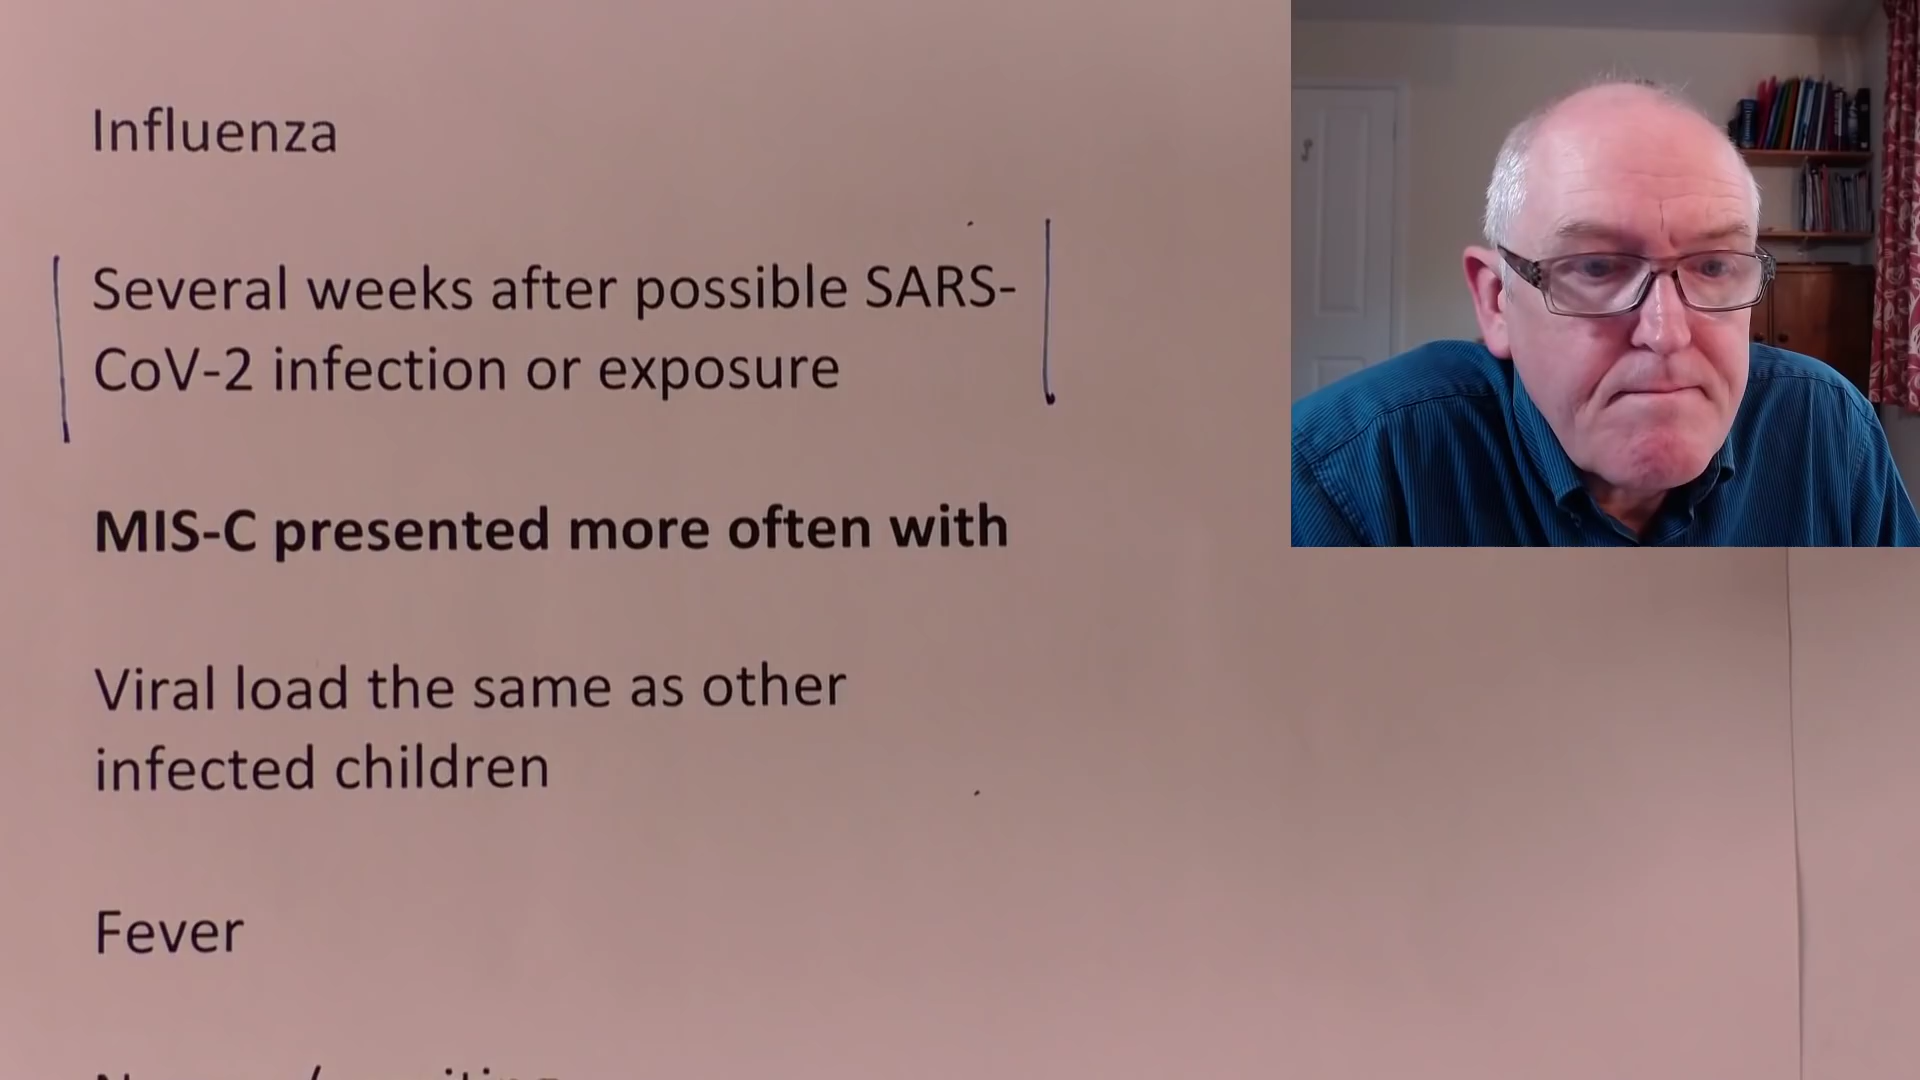 Influenza
Several weeks after possible SARS-
CoV-2 infection or exposure
MIS-C presented more often with
Viral load the same as other
infected children
Fever